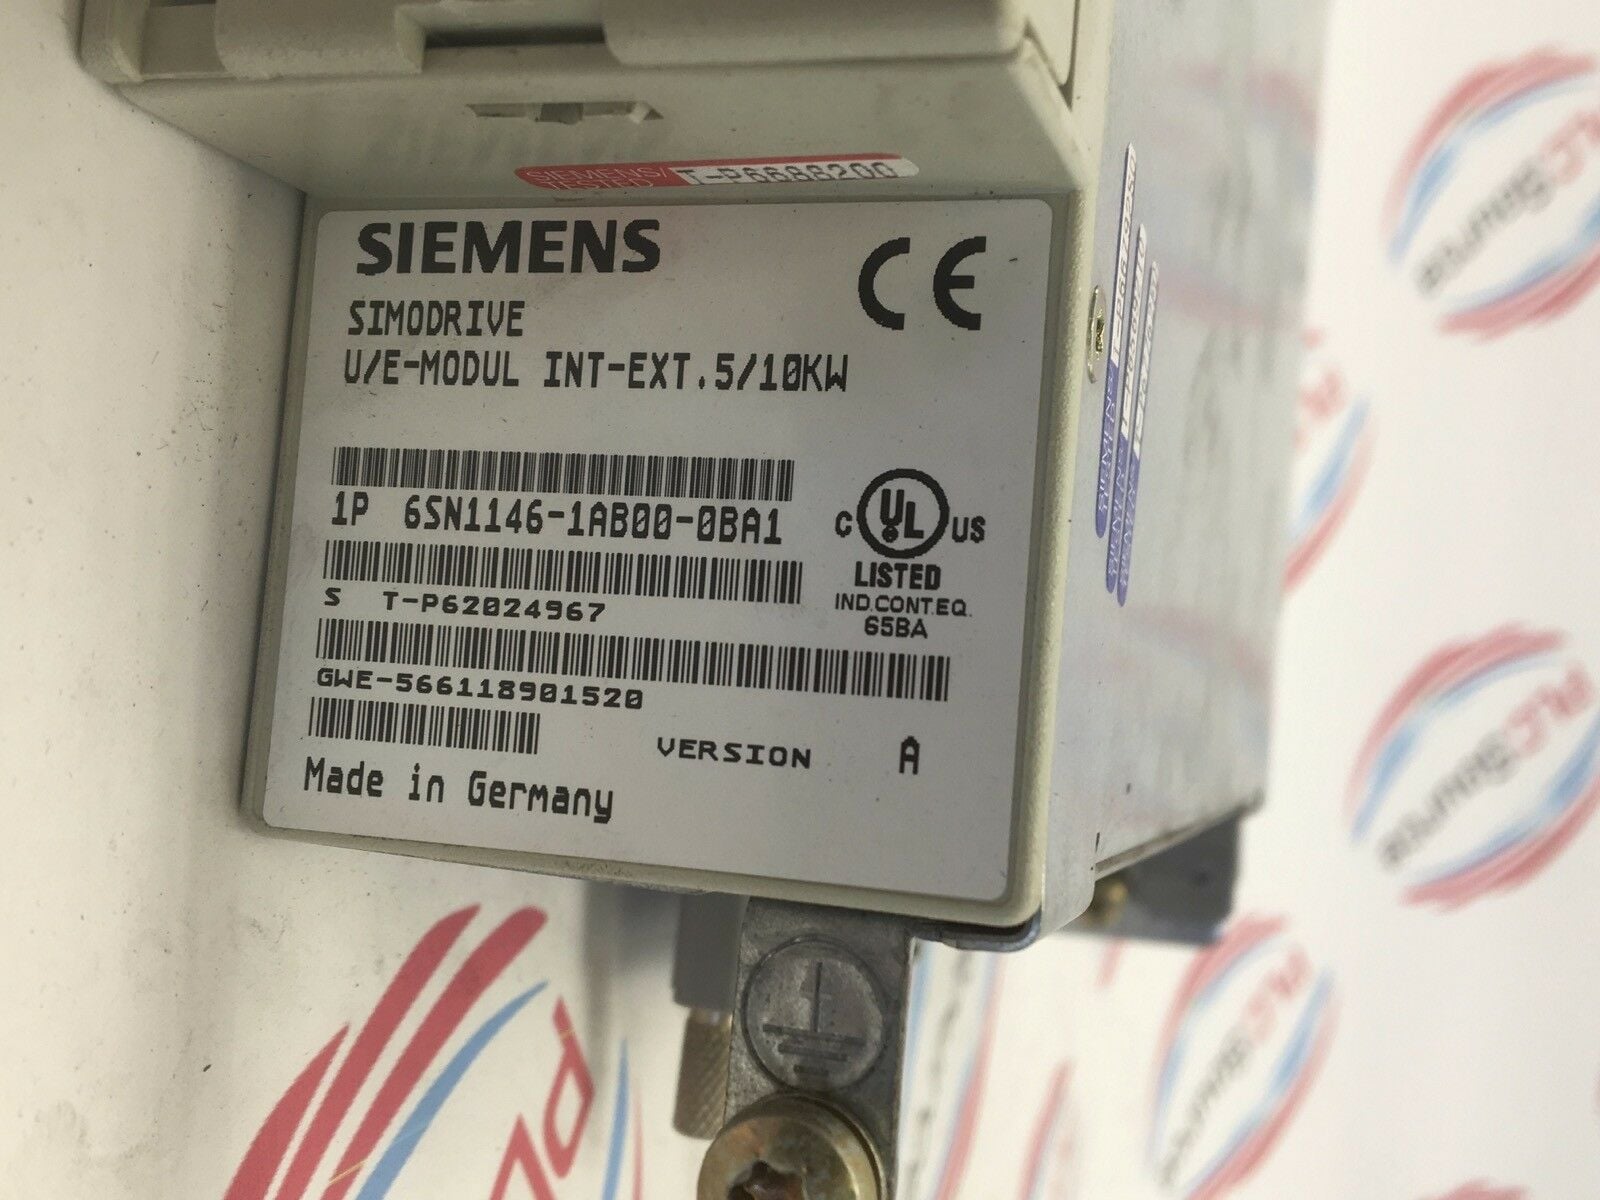 SIEMENS/ T-P6688200
TESTED
SIEMENS
CE
SIMODRIVE
U/E-MODUL INT-EXT.5/10KW
1P 6SN1146-1AB00-0BA1
C UL US
LISTED
IND.CONT.EQ.
65BA
S T-P62024967
GWE-566118901520
VERSION A
Made in Germany